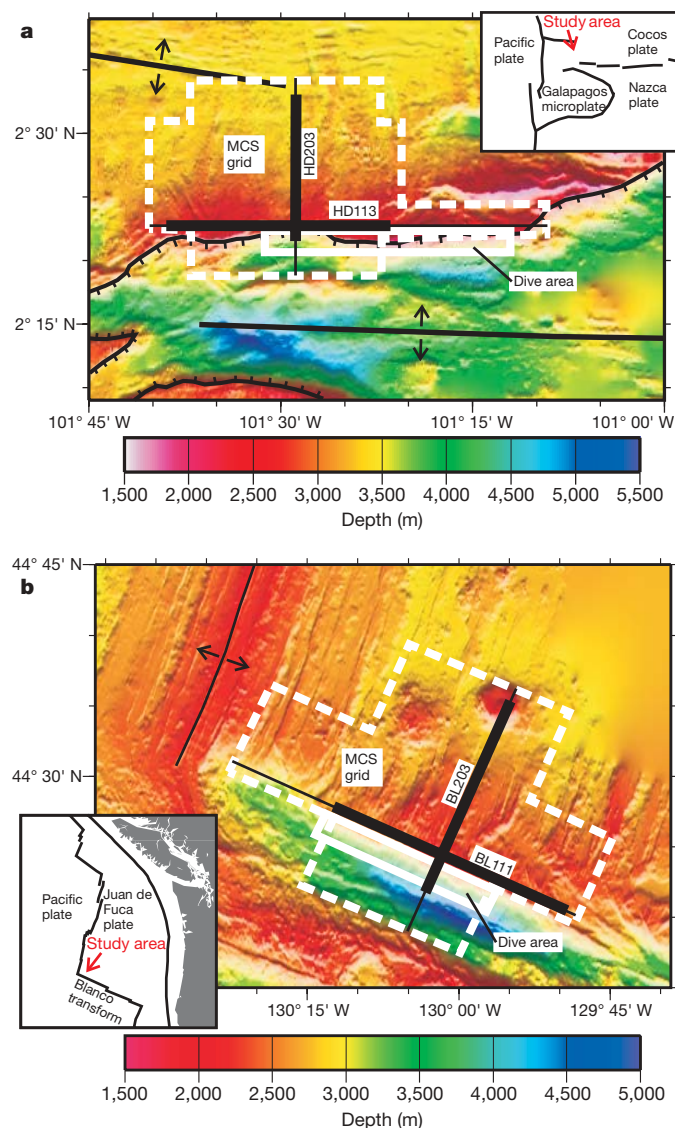 a
Study area
Pacific
plate
Cocos
plate
Galapagos
microplate
Nazca
plate
2° 30' N
MCS
grid
HD203
HD113
Dive area
2° 15' N
101° 45' W
101° 30' W
101° 15' W
101° 00' W
1,500
2,000
2,500
3,000
3,500
4,000
4,500
5,000
5,500
Depth (m)
b
44° 45' N
MCS
grid
BL203
44° 30' N
BL111
Dive area
Pacific
plate
Juan de
Fuca
plate
Study area
Blanco
transform
130° 15' W
130° 00' W
129° 45' W
1,500
2,000
2,500
3,000
3,500
4,000
4,500
5,000
Depth (m)